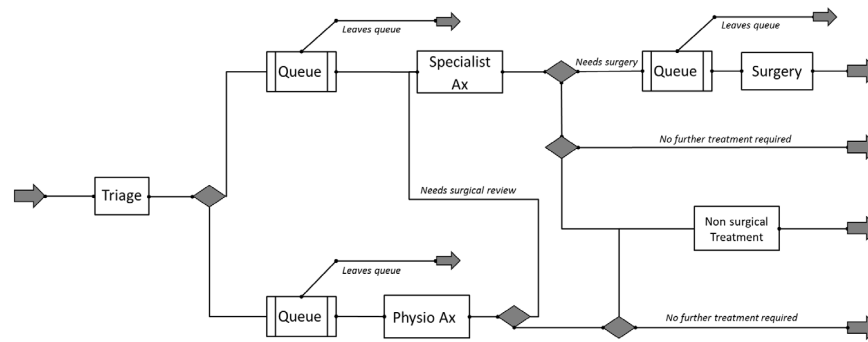 Leaves queue
Leaves queue
Queue
Specialist
Ax
Needs surgery
Queue
Surgery
No further treatment required
Triage
Needs surgical review
Non surgical
Treatment
Leaves queue
Queue
Physio Ax
No further treatment required